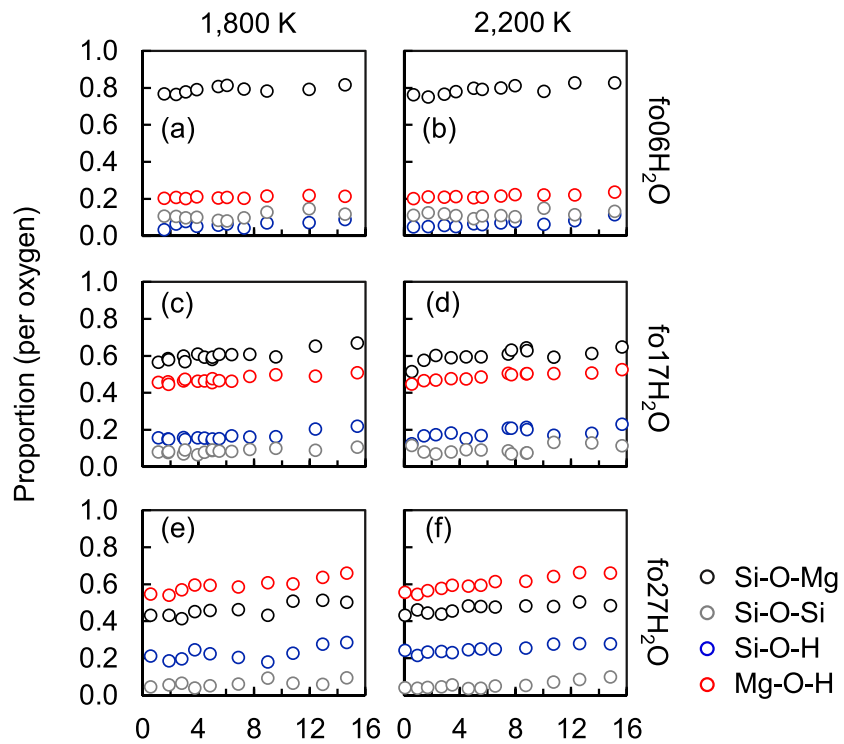 1,800 K
2,200 K
Proportion (per oxygen)
1.0
0.8
0.6
0.4
0.2
0.0
(a)
(b)
fo06H₂O
1.0
0.8
0.6
0.4
0.2
0.0
(c)
(d)
fo17H₂O
1.0
0.8
0.6
0.4
0.2
0.0
(e)
(f)
fo27H₂O
0 4 8 12 16
0 4 8 12 16
Si-O-Mg
Si-O-Si
Si-O-H
Mg-O-H